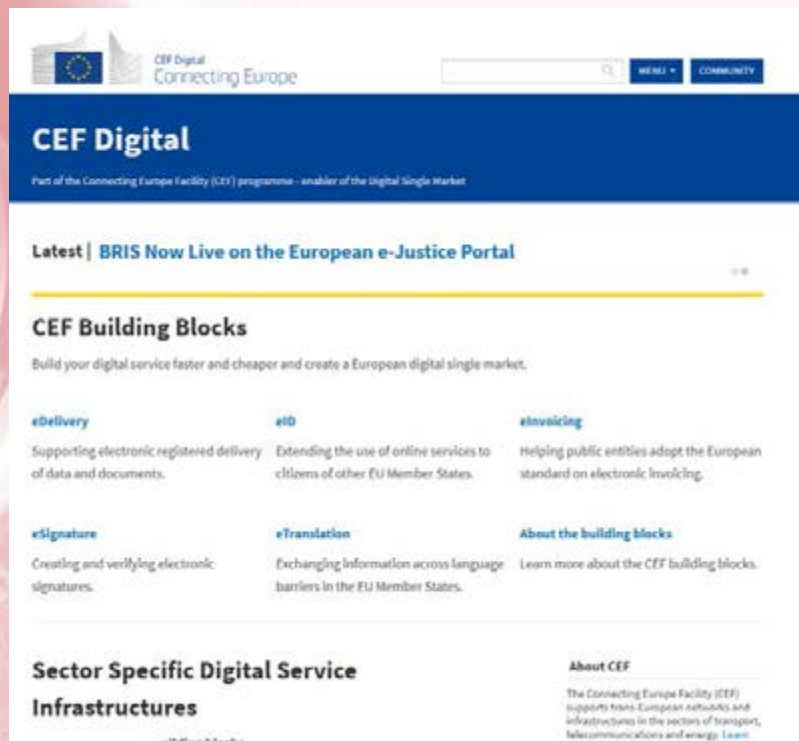 CEF Digital
Connecting Europe
MENU
COMMUNITY
CEF Digital
Part of the Connecting Europe Facility (CEF) programme - enabler of the Digital Single Market
Latest | BRIS Now Live on the European e-Justice Portal
CEF Building Blocks
Build your digital service faster and cheaper and create a European digital single market.
eDelivery
Supporting electronic registered delivery
of data and documents.
eID
Extending the use of online services to
citizens of other EU Member States.
eInvoicing
Helping public entities adopt the European
standard on electronic invoicing.
eSignature
Creating and verifying electronic
signatures.
eTranslation
Exchanging information across language
barriers in the EU Member States.
About the building blocks
Learn more about the CEF building blocks.
Sector Specific Digital Service
Infrastructures
blocks
About CEF
The Connecting Europe Facility (CEF)
supports trans-European networks and
infrastructures in the sectors of transport,
telecommunications and energy. Learn